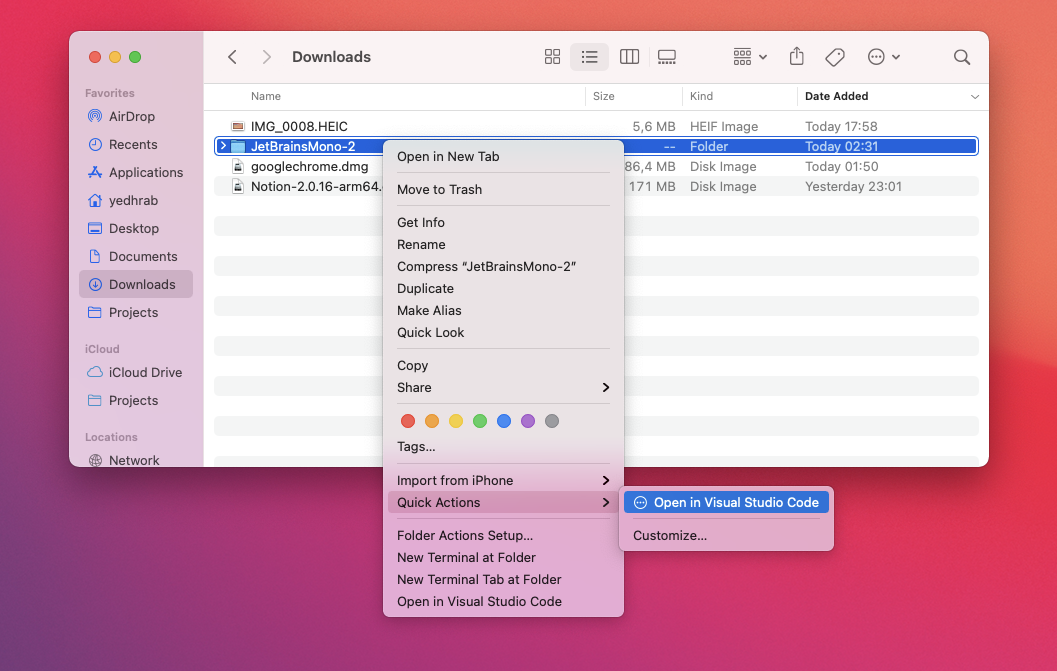 Downloads
Favorites
AirDrop
Recents
Applications
yedhrab
Desktop
Documents
Downloads
Projects
iCloud
iCloud Drive
Projects
Locations
Network
Name Size Kind Date Added
IMG_0008.HEIC 5,6 MB HEIF Image Today 17:58
JetBrainsMono-2 -- Folder Today 02:31
googlechrome.dmg 86,4 MB Disk Image Today 01:50
Notion-2.0.16-arm64. 171 MB Disk Image Yesterday 23:01
Open in New Tab
Move to Trash
Get Info
Rename
Compress “JetBrainsMono-2”
Duplicate
Make Alias
Quick Look
Copy
Share
Tags...
Import from iPhone
Quick Actions
Folder Actions Setup...
New Terminal at Folder
New Terminal Tab at Folder
Open in Visual Studio Code
Open in Visual Studio Code
Customize...